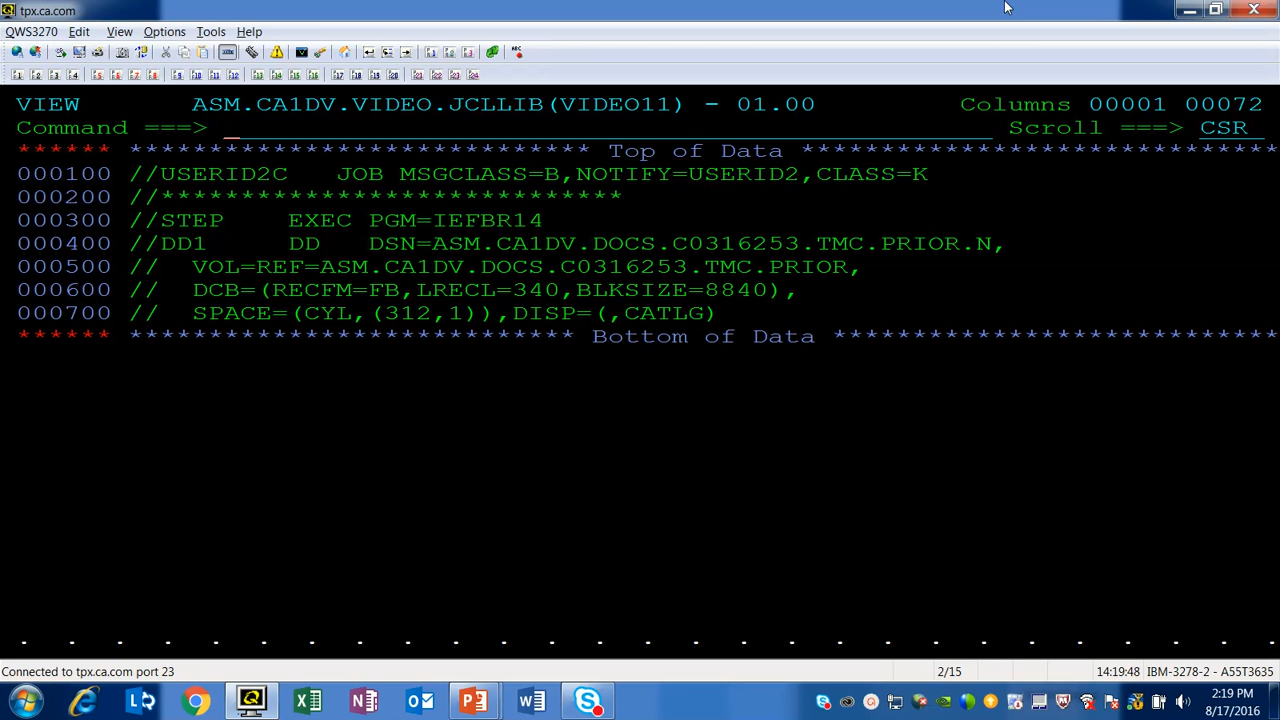 tpx.ca.com
QWS3270 Edit View Options Tools Help
VIEW ASM.CA1DV.VIDEO.JCLLIB(VIDEO11) - 01.00 Columns 00001 00072
Command ===> Scroll ===> CSR
****** ***************************** Top of Data ****************************
000100 //USERID2C JOB MSGCLASS=B,NOTIFY=USERID2,CLASS=K
000200 //*****************************
000300 //STEP EXEC PGM=IEFBR14
000400 //DD1 DD DSN=ASM.CA1DV.DOCS.C0316253.TMC.PRIOR.N,
000500 // VOL=REF=ASM.CA1DV.DOCS.C0316253.TMC.PRIOR,
000600 // DCB=(RECFM=FB,LRECL=340,BLKSIZE=8840),
000700 // SPACE=(CYL,(312,1)),DISP=(,CATLG)
****** **************************** Bottom of Data ****************************
Connected to tpx.ca.com port 23 2/15 14:19:48 IBM-3278-2 - A55T3635
2:19 PM
8/17/2016